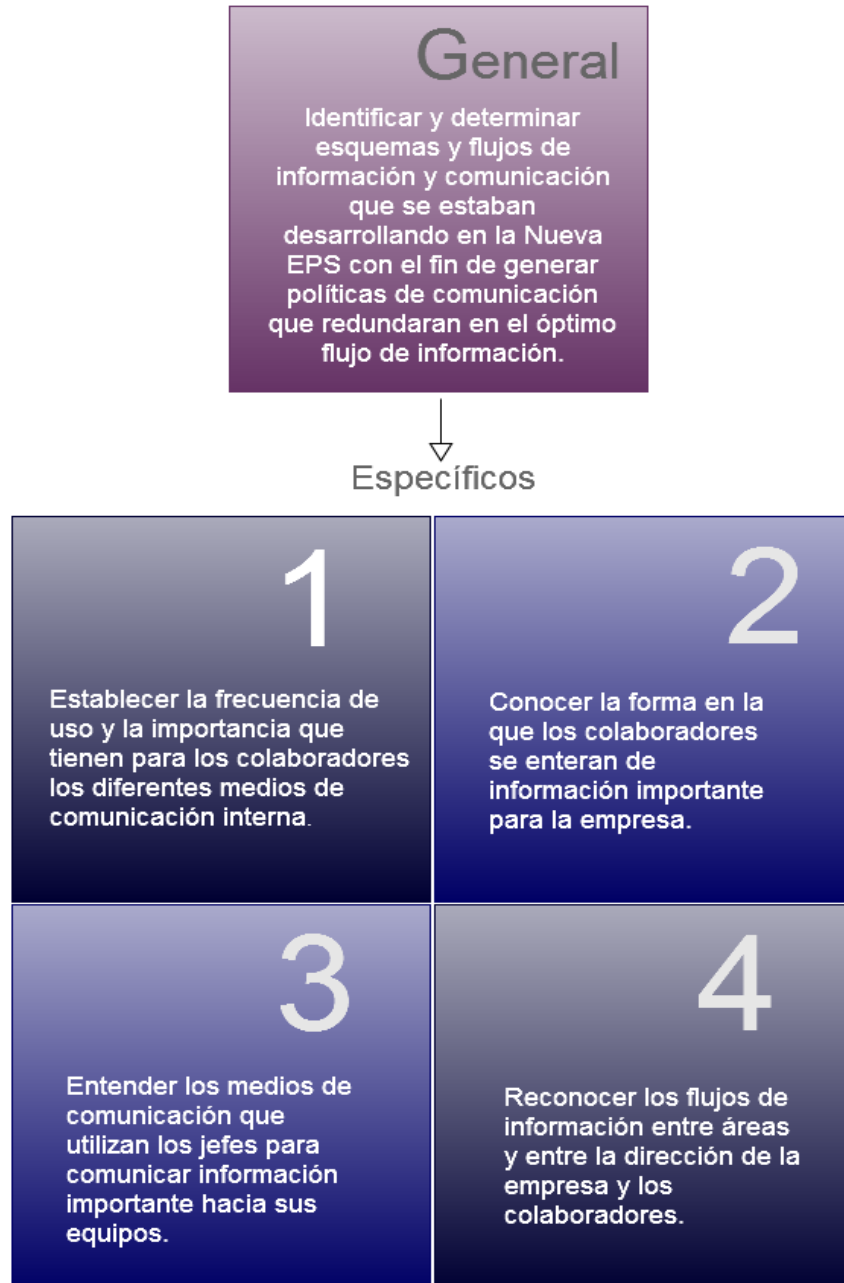 General
Identificar y determinar
esquemas y flujos de
información y comunicación
que se estaban
desarrollando en la Nueva
EPS con el fin de generar
políticas de comunicación
que redundaran en el óptimo
flujo de información.
Específicos
1
Establecer la frecuencia de
uso y la importancia que
tienen para los colaboradores
los diferentes medios de
comunicación interna.
2
Conocer la forma en la
que los colaboradores
se enteran de
información importante
para la empresa.
3
Entender los medios de
comunicación que
utilizan los jefes para
comunicar información
importante hacia sus
equipos.
4
Reconocer los flujos de
información entre áreas
y entre la dirección de la
empresa y los
colaboradores.